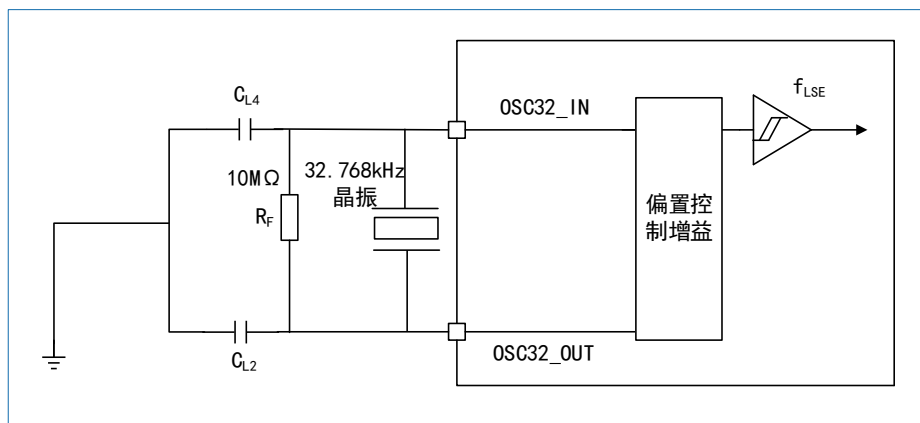 C_L4
OSC32_IN
f_LSE
10MΩ
R_F
32.768kHz
晶振
偏置控
制增益
C_L2
OSC32_OUT